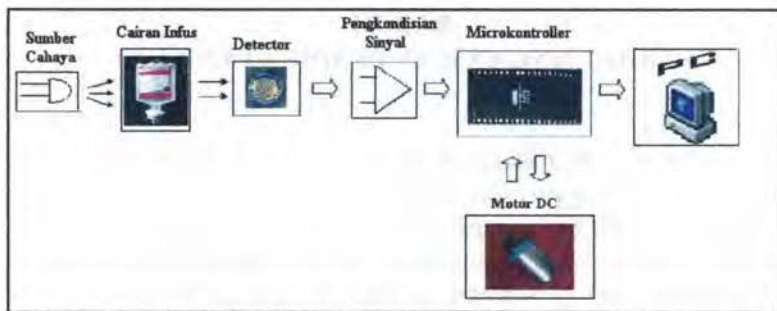 Sumber
Cahaya
Cairan Infus
Detector
Pengkondisian
Sinyal
Microkontroller
PC
Motor DC